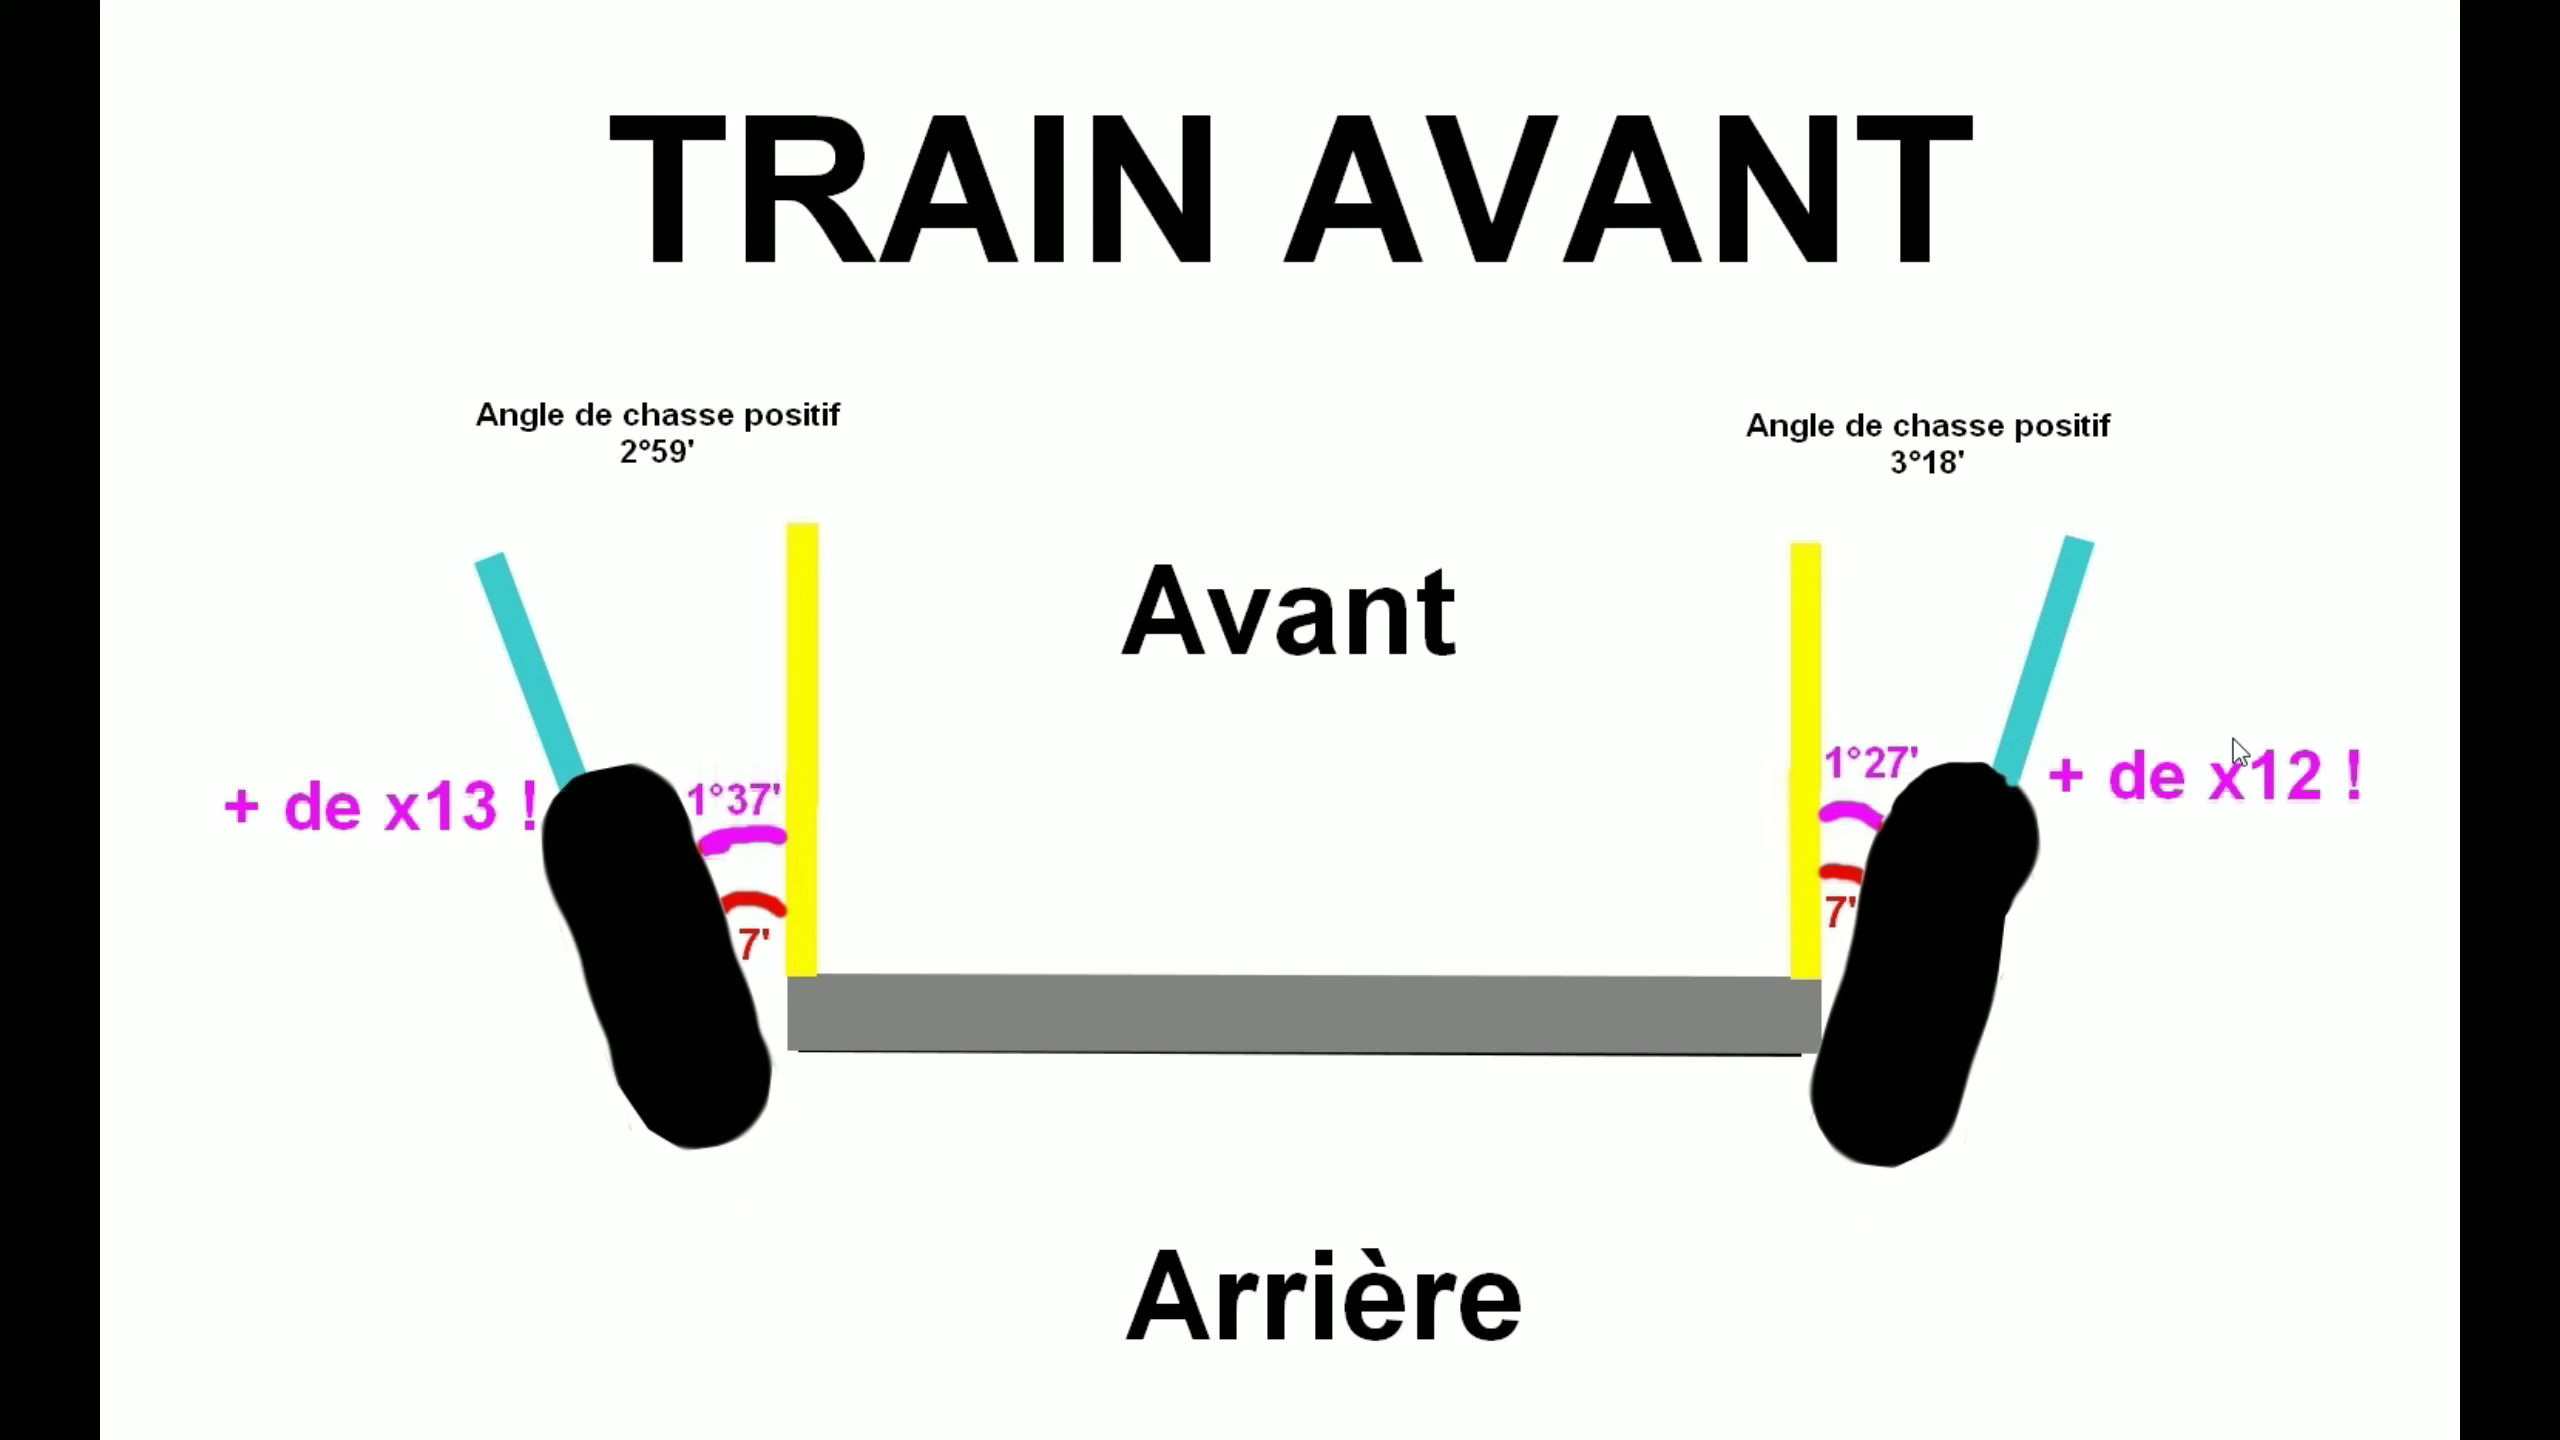 TRAIN AVANT
Angle de chasse positif
2°59'
Angle de chasse positif
3°18'
Avant
+ de x13 !
1°37'
7'
1°27'
7'
+ de x12 !
Arrière